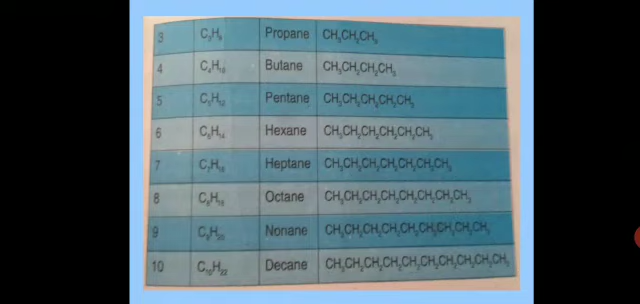 3 C₃H₈ Propane CH₃CH₂CH₃
4 C₄H₁₀ Butane CH₃CH₂CH₂CH₃
5 C₅H₁₂ Pentane CH₃CH₂CH₂CH₂CH₃
6 C₆H₁₄ Hexane CH₃CH₂CH₂CH₂CH₂CH₃
7 C₇H₁₆ Heptane CH₃CH₂CH₂CH₂CH₂CH₂CH₃
8 C₈H₁₈ Octane CH₃CH₂CH₂CH₂CH₂CH₂CH₂CH₃
9 C₉H₂₀ Nonane CH₃CH₂CH₂CH₂CH₂CH₂CH₂CH₂CH₃
10 C₁₀H₂₂ Decane CH₃CH₂CH₂CH₂CH₂CH₂CH₂CH₂CH₂CH₃